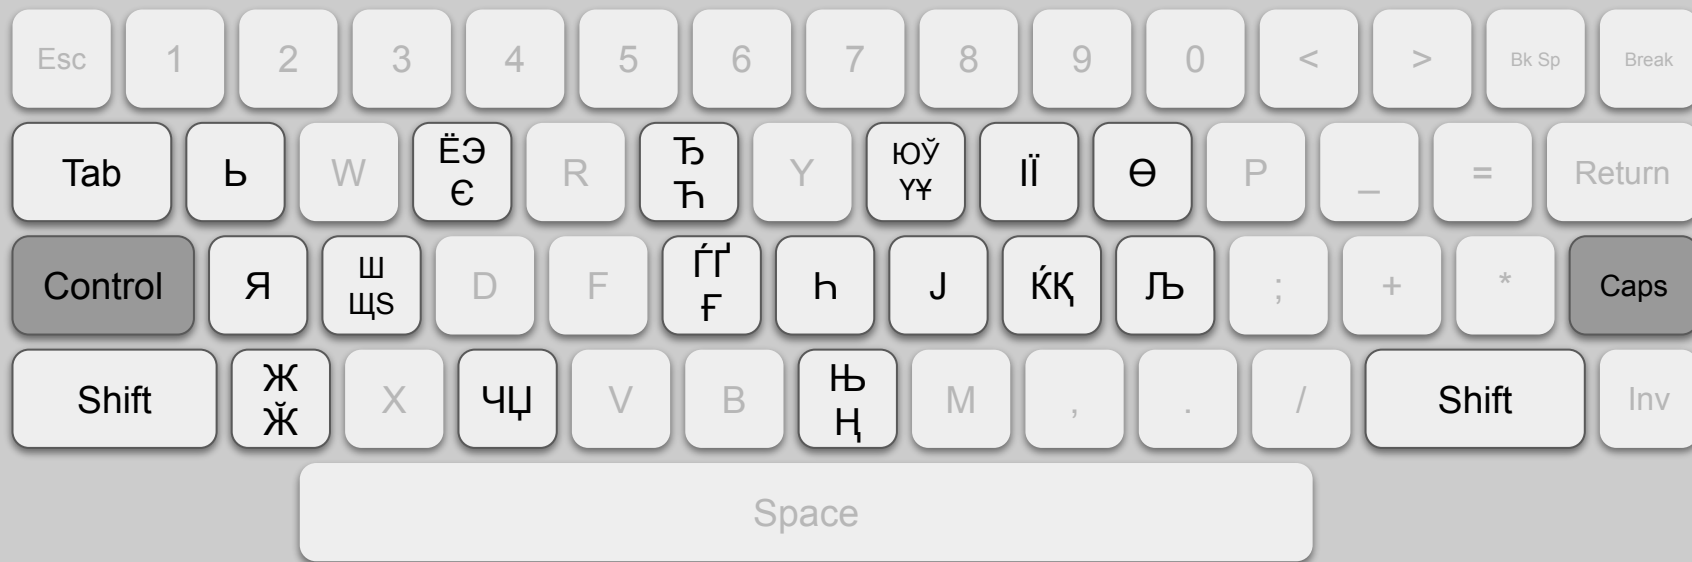 Esc 1 2 3 4 5 6 7 8 9 0 < > Bk Sp Break
Tab Ь W ЁЭ Є R Ђ Ћ Y ЮЎ ҮҰ ІЇ Ө P _ = Return
Control Я Ш ЩЅ D F ЃҐ Ғ Һ Ј ЌҚ Љ ; + * Caps
Shift Ж Ӂ X ЧЏ V B Њ Ң M , . / Shift Inv
Space